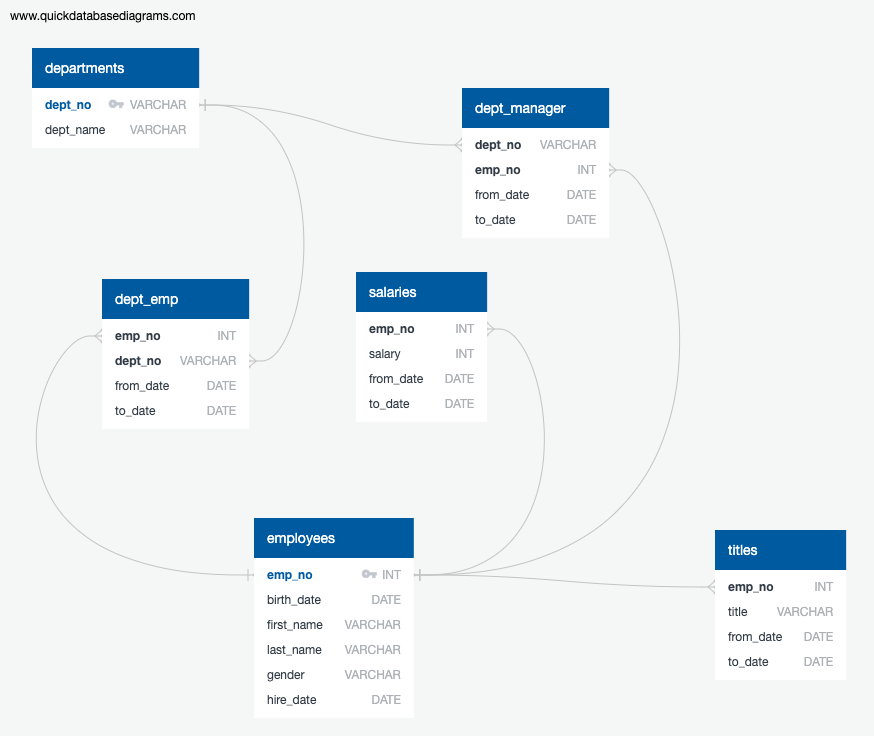 www.quickdatabasediagrams.com
departments
dept_no VARCHAR
dept_name VARCHAR
dept_manager
dept_no VARCHAR
emp_no INT
from_date DATE
to_date DATE
dept_emp
emp_no INT
dept_no VARCHAR
from_date DATE
to_date DATE
salaries
emp_no INT
salary INT
from_date DATE
to_date DATE
employees
emp_no INT
birth_date DATE
first_name VARCHAR
last_name VARCHAR
gender VARCHAR
hire_date DATE
titles
emp_no INT
title VARCHAR
from_date DATE
to_date DATE